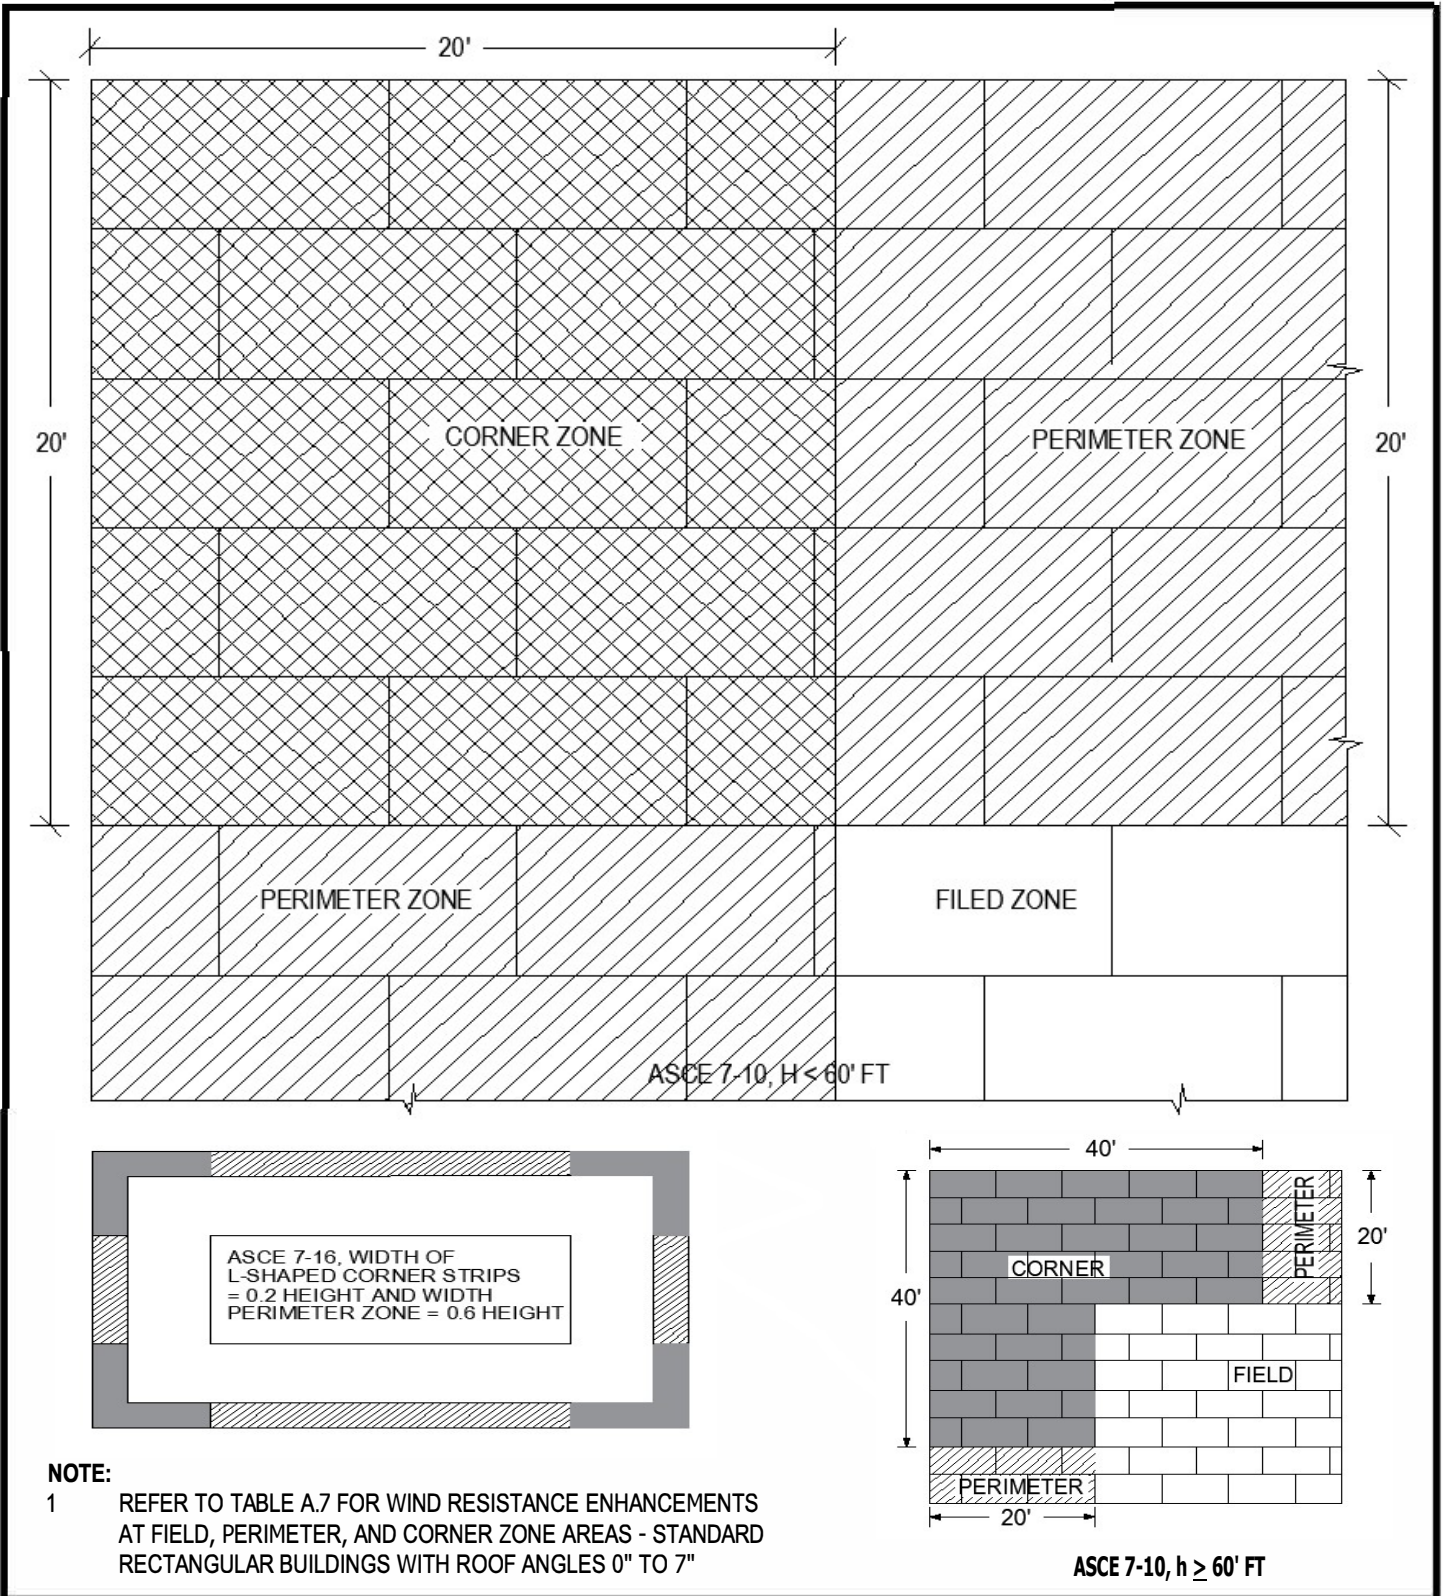 20'
20'
CORNER ZONE
PERIMETER ZONE
20'
PERIMETER ZONE
FILED ZONE
ASCE 7-10, H < 60' FT
ASCE 7-16, WIDTH OF
L-SHAPED CORNER STRIPS
= 0.2 HEIGHT AND WIDTH
PERIMETER ZONE = 0.6 HEIGHT
40'
PERIMETER
20'
CORNER
40'
FIELD
PERIMETER
20'
ASCE 7-10, h ≥ 60' FT
NOTE:
1 REFER TO TABLE A.7 FOR WIND RESISTANCE ENHANCEMENTS
AT FIELD, PERIMETER, AND CORNER ZONE AREAS - STANDARD
RECTANGULAR BUILDINGS WITH ROOF ANGLES 0" TO 7"